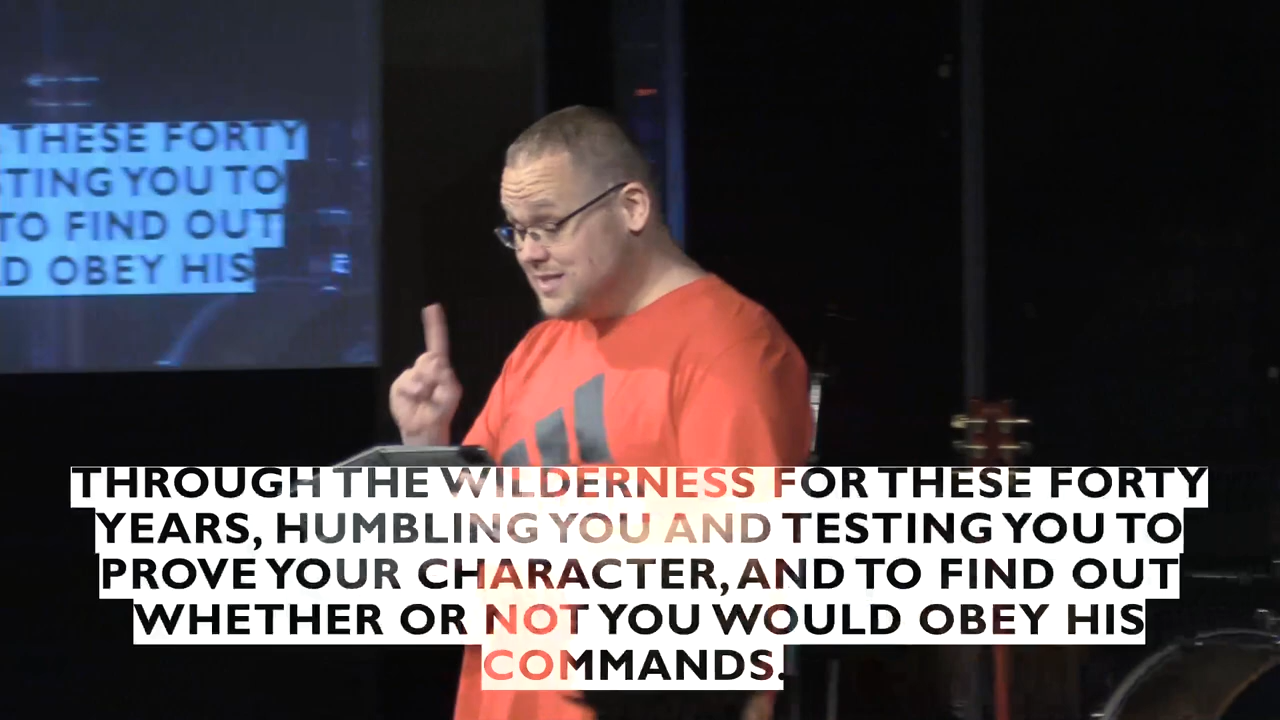 THESE FORTY
STING YOU TO
TO FIND OUT
D OBEY HIS
THROUGH THE WILDERNESS FOR THESE FORTY
YEARS, HUMBLING YOU AND TESTING YOU TO
PROVE YOUR CHARACTER, AND TO FIND OUT
WHETHER OR NOT YOU WOULD OBEY HIS
COMMANDS.